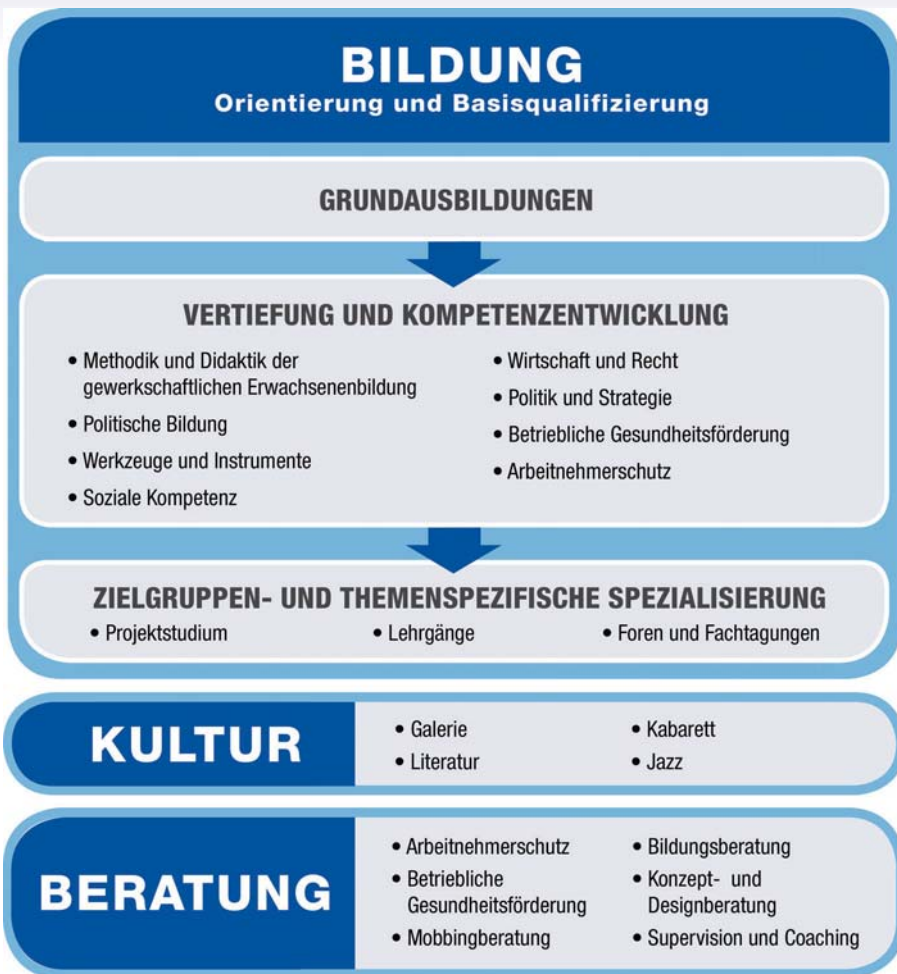 BILDUNG
Orientierung und Basisqualifizierung
GRUNDAUSBILDUNGEN
VERTIEFUNG UND KOMPETENZENTWICKLUNG
• Methodik und Didaktik der
gewerkschaftlichen Erwachsenenbildung
• Politische Bildung
• Werkzeuge und Instrumente
• Soziale Kompetenz
• Wirtschaft und Recht
• Politik und Strategie
• Betriebliche Gesundheitsförderung
• Arbeitnehmerschutz
ZIELGRUPPEN- UND THEMENSPEZIFISCHE SPEZIALISIERUNG
• Projektstudium
• Lehrgänge
• Foren und Fachtagungen
KULTUR
• Galerie
• Literatur
• Kabarett
• Jazz
BERATUNG
• Arbeitnehmerschutz
• Betriebliche
Gesundheitsförderung
• Mobbingberatung
• Bildungsberatung
• Konzept- und
Designberatung
• Supervision und Coaching